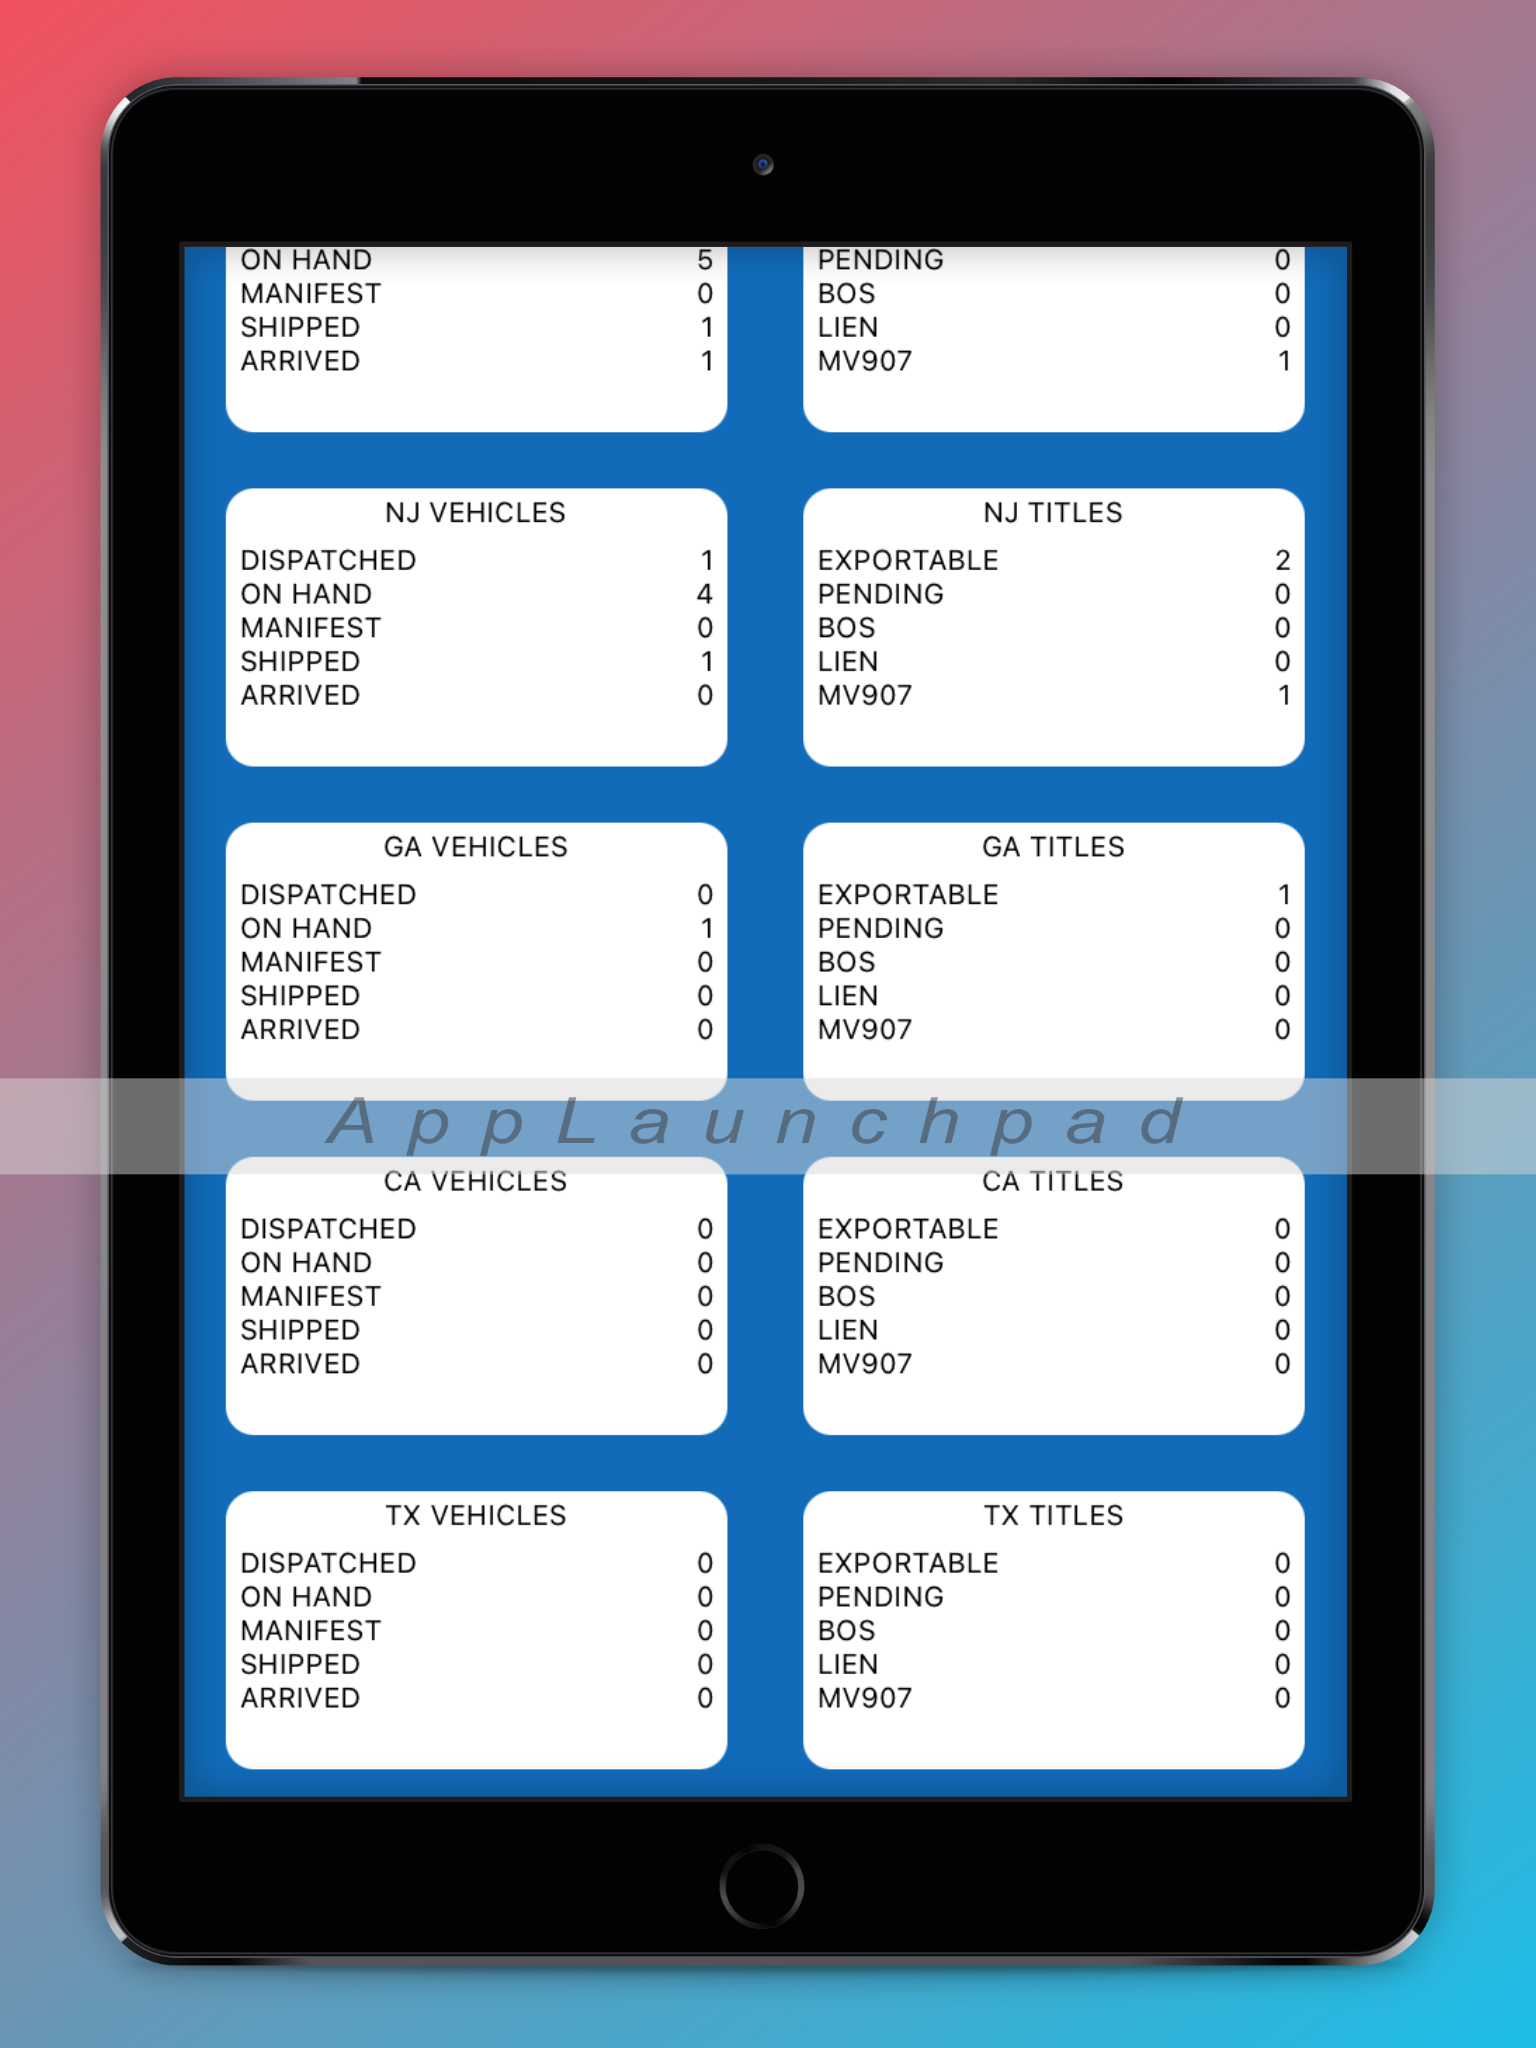 ON HAND 5
MANIFEST 0
SHIPPED 1
ARRIVED 1
PENDING 0
BOS 0
LIEN 0
MV907 1
NJ VEHICLES
DISPATCHED 1
ON HAND 4
MANIFEST 0
SHIPPED 1
ARRIVED 0
NJ TITLES
EXPORTABLE 2
PENDING 0
BOS 0
LIEN 0
MV907 1
GA VEHICLES
DISPATCHED 0
ON HAND 1
MANIFEST 0
SHIPPED 0
ARRIVED 0
GA TITLES
EXPORTABLE 1
PENDING 0
BOS 0
LIEN 0
MV907 0
AppLaunchpad
CA VEHICLES
DISPATCHED 0
ON HAND 0
MANIFEST 0
SHIPPED 0
ARRIVED 0
CA TITLES
EXPORTABLE 0
PENDING 0
BOS 0
LIEN 0
MV907 0
TX VEHICLES
DISPATCHED 0
ON HAND 0
MANIFEST 0
SHIPPED 0
ARRIVED 0
TX TITLES
EXPORTABLE 0
PENDING 0
BOS 0
LIEN 0
MV907 0